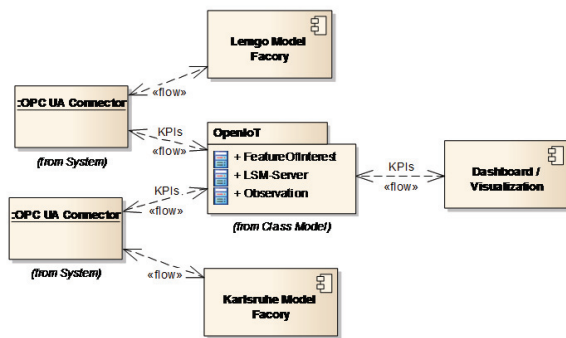 Lemgo Model
Facory
:OPC UA Connector
«flow»
(from System)
KPIs
«flow»
OpenIoT
+ FeatureOfInterest
+ LSM-Server
+ Observation
(from Class Model)
KPIs
«flow»
Dashboard /
Visualization
KPIs
«flow»
:OPC UA Connector
(from System)
«flow»
Karlsruhe Model
Facory